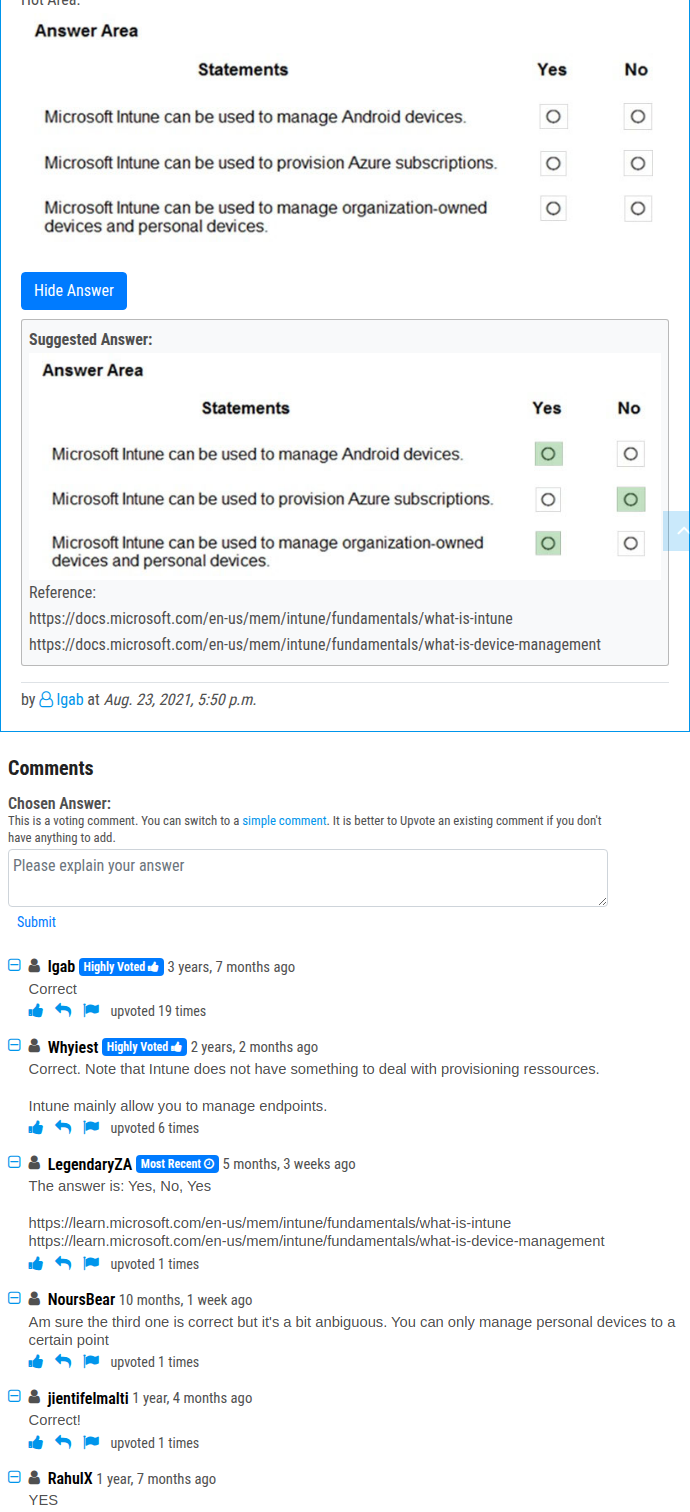 Hot Area:
Answer Area
Statements Yes No
Microsoft Intune can be used to manage Android devices.
Microsoft Intune can be used to provision Azure subscriptions.
Microsoft Intune can be used to manage organization-owned
devices and personal devices.
Hide Answer
Suggested Answer:
Answer Area
Statements Yes No
Microsoft Intune can be used to manage Android devices.
Microsoft Intune can be used to provision Azure subscriptions.
Microsoft Intune can be used to manage organization-owned
devices and personal devices.
Reference:
https://docs.microsoft.com/en-us/mem/intune/fundamentals/what-is-intune
https://docs.microsoft.com/en-us/mem/intune/fundamentals/what-is-device-management
by lgab at Aug. 23, 2021, 5:50 p.m.
Comments
Chosen Answer:
This is a voting comment. You can switch to a simple comment. It is better to Upvote an existing comment if you don't
have anything to add.
Please explain your answer
Submit
lgab Highly Voted 3 years, 7 months ago
Correct
upvoted 19 times
Whyiest Highly Voted 2 years, 2 months ago
Correct. Note that Intune does not have something to deal with provisioning ressources.
Intune mainly allow you to manage endpoints.
upvoted 6 times
LegendaryZA Most Recent 5 months, 3 weeks ago
The answer is: Yes, No, Yes
https://learn.microsoft.com/en-us/mem/intune/fundamentals/what-is-intune
https://learn.microsoft.com/en-us/mem/intune/fundamentals/what-is-device-management
upvoted 1 times
NoursBear 10 months, 1 week ago
Am sure the third one is correct but it's a bit anbiguous. You can only manage personal devices to a
certain point
upvoted 1 times
jientifelmalti 1 year, 4 months ago
Correct!
upvoted 1 times
RahulX 1 year, 7 months ago
YES